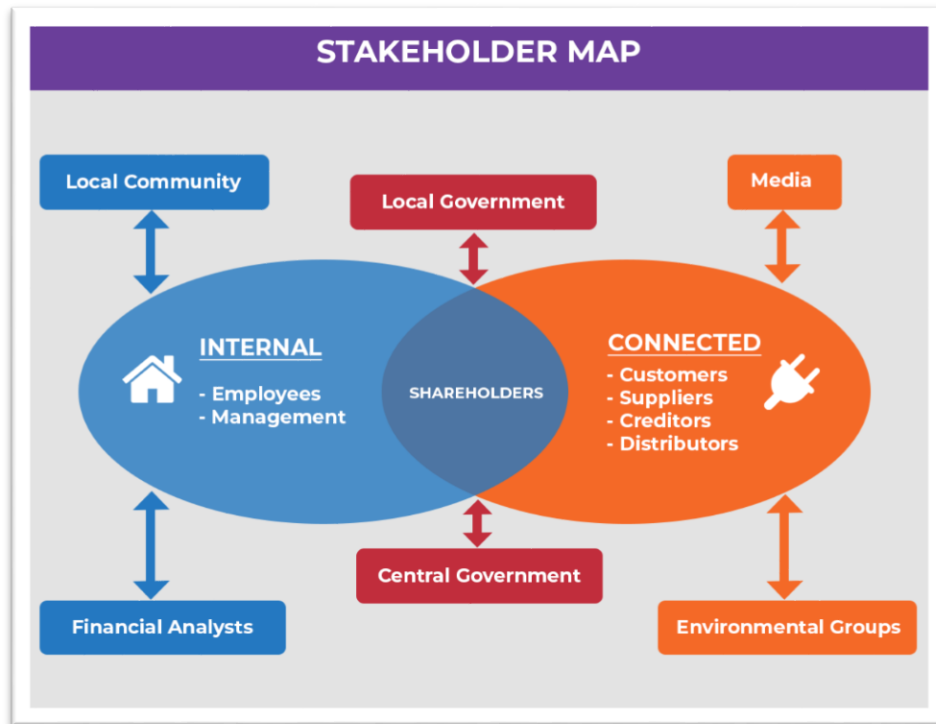 STAKEHOLDER MAP
Local Community
Local Government
Media
INTERNAL
- Employees
- Management
SHAREHOLDERS
CONNECTED
- Customers
- Suppliers
- Creditors
- Distributors
Central Government
Financial Analysts
Environmental Groups